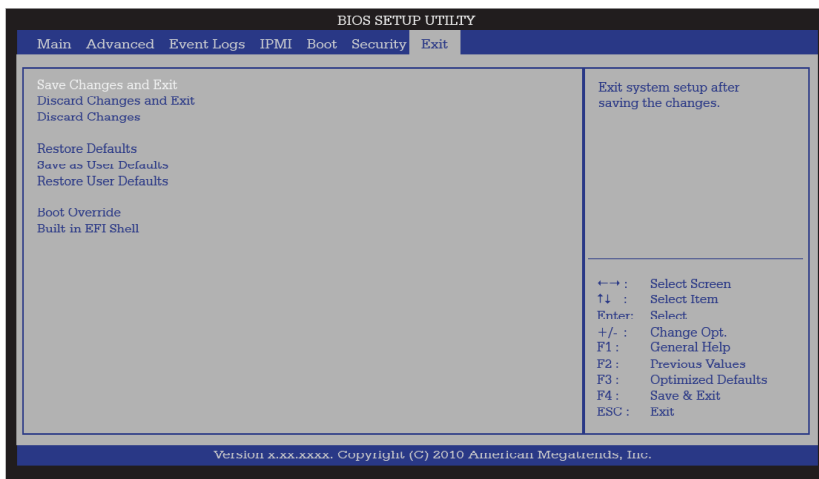 BIOS SETUP UTILTY
Main Advanced Event Logs IPMI Boot Security Exit
Save Changes and Exit
Discard Changes and Exit
Discard Changes
Restore Defaults
Save as User Defaults
Restore User Defaults
Boot Override
Built in EFI Shell
Exit system setup after
saving the changes.
←→ : Select Screen
↑↓ : Select Item
Enter: Select
+/- : Change Opt.
F1 : General Help
F2 : Previous Values
F3 : Optimized Defaults
F4 : Save & Exit
ESC : Exit
Version x.xx.xxxx. Copyright (C) 2010 American Megatrends, Inc.